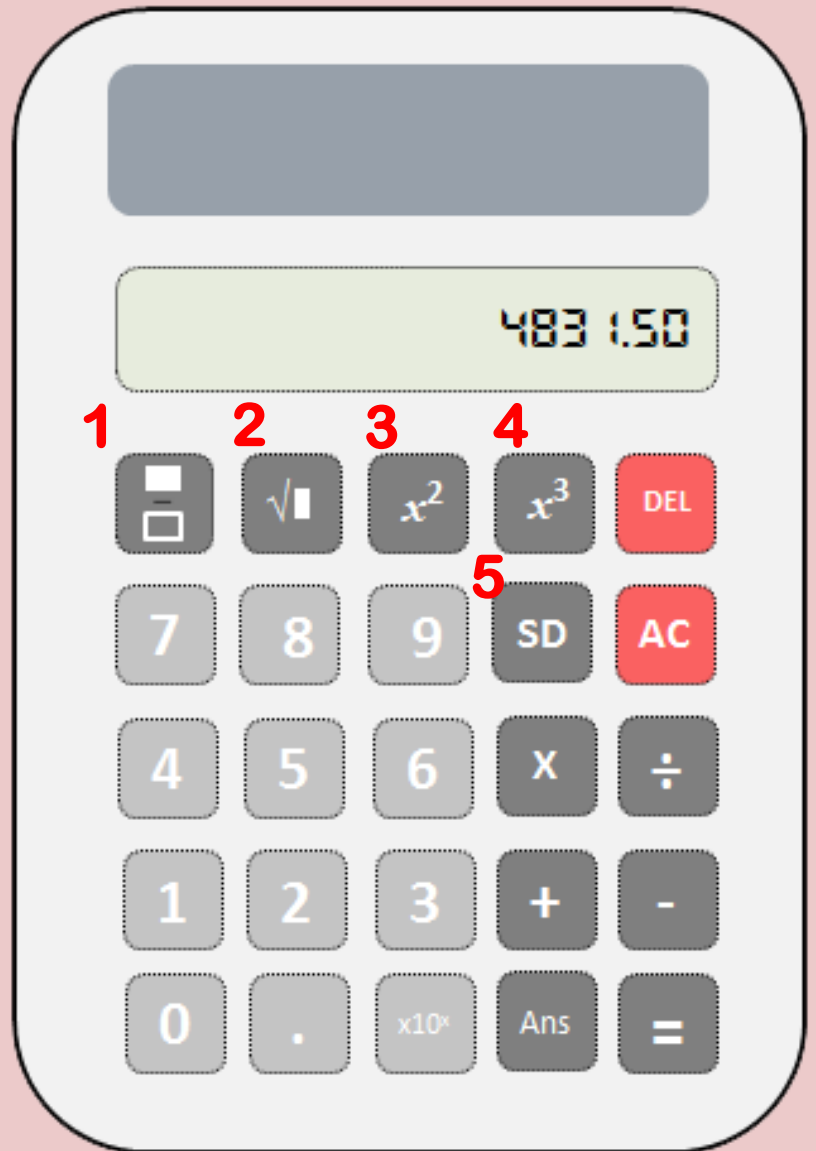 4831.50
1 2 3 4
√ x² x³ DEL
5
7 8 9 SD AC
4 5 6 X ÷
1 2 3 + -
0 . x10ˣ Ans =